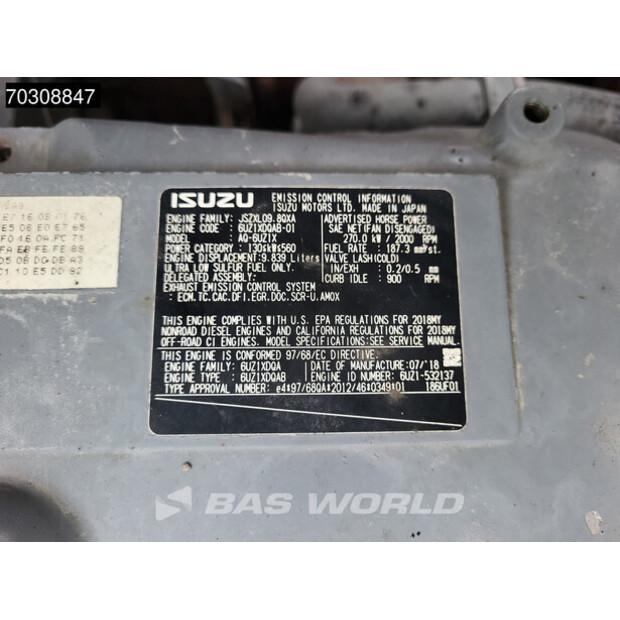 70308847
ISUZU EMISSION CONTROL INFORMATION
ISUZU MOTORS LTD. MADE IN JAPAN
ENGINE FAMILY: JSZXL09.8QXA
ENGINE CODE : 6UZ1XDQAB-01
MODEL : AQ-6UZ1X
POWER CATEGORY : 130≤kW≤560
ENGINE DISPLACEMENT:9.839 Liters
ULTRA LOW SULFUR FUEL ONLY.
DELEGATED ASSEMBLY:
EXHAUST EMISSION CONTROL SYSTEM
: ECM.TC.CAC.DFI.EGR.DOC.SCR-U.AMOX
ADVERTISED HORSE POWER
SAE NET(FAN DISENGAGED)
270.0 kW / 2000 RPM
FUEL RATE : 187.3 mm³/st.
VALVE LASH(COLD)
IN/EXH : 0.2/0.5 mm
CURB IDLE : 900 RPM
THIS ENGINE COMPLIES WITH U.S. EPA REGULATIONS FOR 2018MY
NONROAD DIESEL ENGINES AND CALIFORNIA REGULATIONS FOR 2018MY
OFF-ROAD CI ENGINES. MORE SPECIFICATIONS:SEE SERVICE MANUAL.
THIS ENGINE IS CONFORMED 97/68/EC DIRECTIVE.
ENGINE FAMILY : 6UZ1XDQA DATE OF MANUFACTURE:07/'18
ENGINE TYPE : 6UZ1XDQAB ENGINE NO. : 6UZ1-532137
TYPE APPROVAL NUMBER: e4*97/68QA*2012/46*0349*01 186UF01
BAS WORLD